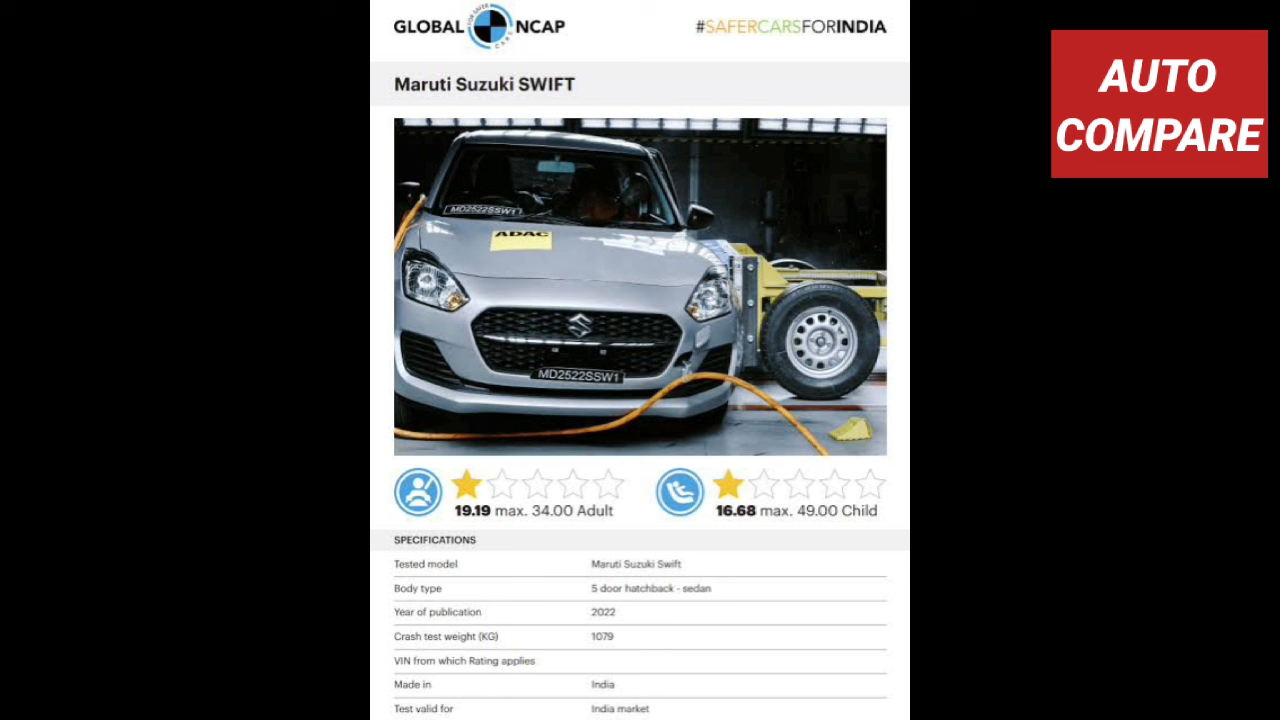 GLOBAL FOR SAFER CARS NCAP
#SAFERCARSFORINDIA
AUTO
COMPARE
Maruti Suzuki SWIFT
MD2522SSW1
ADAC
MD2522SSW1
19.19 max. 34.00 Adult
16.68 max. 49.00 Child
SPECIFICATIONS
Tested model Maruti Suzuki Swift
Body type 5 door hatchback - sedan
Year of publication 2022
Crash test weight (KG) 1079
VIN from which Rating applies
Made in India
Test valid for India market